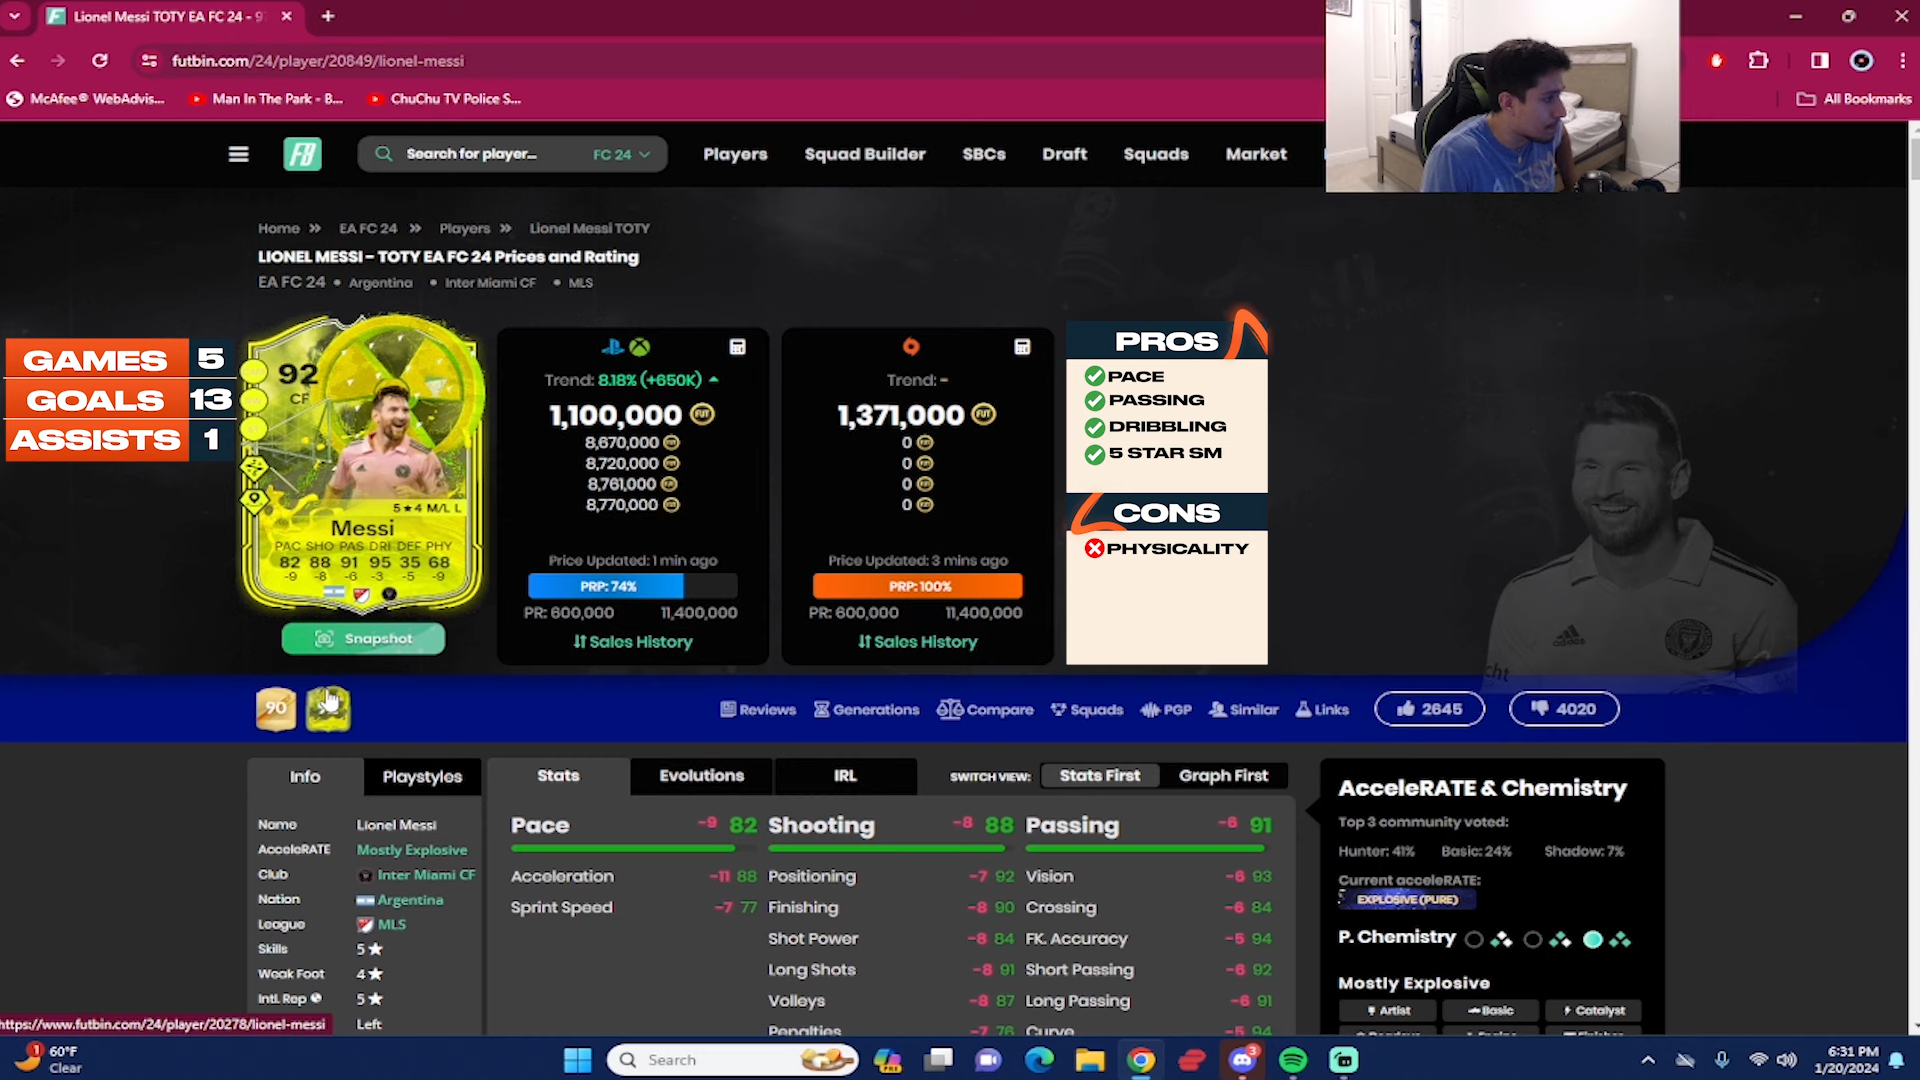 Lionel Messi TOTY EA FC 24 - 9
futbin.com/24/player/20849/lionel-messi
McAfee® WebAdvis... Man In The Park - B... ChuChu TV Police S... All Bookmarks
FB Search for player... FC 24 Players Squad Builder SBCs Draft Squads Market
Home >> EA FC 24 >> Players >> Lionel Messi TOTY
LIONEL MESSI - TOTY EA FC 24 Prices and Rating
EA FC 24 • Argentina • Inter Miami CF • MLS
GAMES 5
GOALS 13
ASSISTS 1
92
CF
5★4 M/L L
Messi
PAC SHO PAS DRI DEF PHY
82 88 91 95 35 68
-9 -8 -6 -3 -5 -9
Snapshot
Trend: 8.18% (+650K)
1,100,000
8,670,000
8,720,000
8,761,000
8,770,000
Price Updated: 1 min ago
PRP: 74%
PR: 600,000 11,400,000
Sales History
Trend: -
1,371,000
0
0
0
0
Price Updated: 3 mins ago
PRP: 100%
PR: 600,000 11,400,000
Sales History
PROS
PACE
PASSING
DRIBBLING
5 STAR SM
CONS
PHYSICALITY
90
Reviews Generations Compare Squads PGP Similar Links 2645 4020
Info Playstyles
Name Lionel Messi
AcceleRATE Mostly Explosive
Club Inter Miami CF
Nation Argentina
League MLS
Skills 5★
Weak Foot 4★
Intl. Rep 5★
Left
Stats Evolutions IRL SWITCH VIEW: Stats First Graph First
Pace -9 82
Acceleration -11 88
Sprint Speed -7 77
Shooting -8 88
Positioning -7 92
Finishing -8 90
Shot Power -8 84
Long Shots -8 91
Volleys -8 87
Penalties -7 76
Passing -6 91
Vision -6 93
Crossing -6 84
FK. Accuracy -5 94
Short Passing -6 92
Long Passing -6 91
Curve -5 94
AcceleRATE & Chemistry
Top 3 community voted:
Hunter: 41% Basic: 24% Shadow: 7%
Current acceleRATE:
EXPLOSIVE (PURE)
P. Chemistry
Mostly Explosive
Artist Basic Catalyst
https://www.futbin.com/24/player/20278/lionel-messi
1 60°F
Clear
Search
PRE
3
6:31 PM
1/20/2024